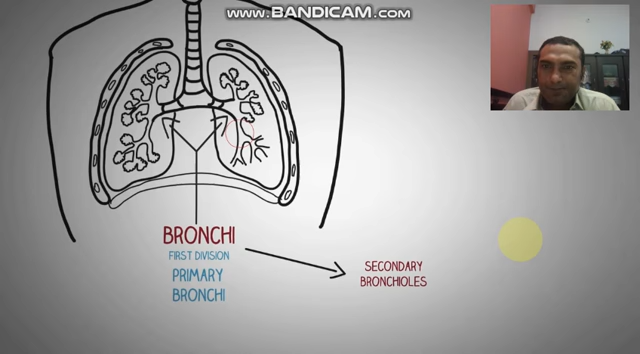 WWW.BANDICAM.COM
BRONCHI
FIRST DIVISION
PRIMARY
BRONCHI
SECONDARY
BRONCHIOLES